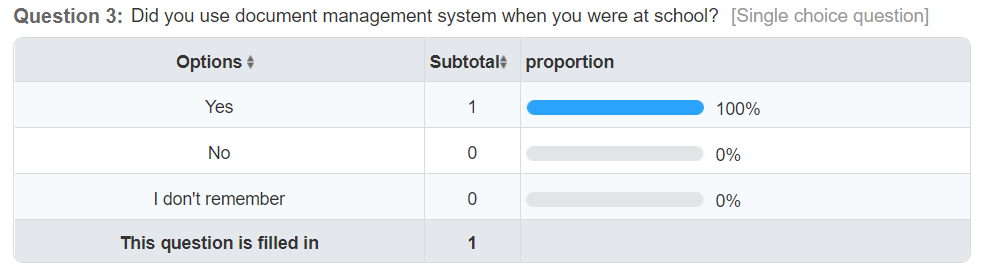 Question 3: Did you use document management system when you were at school? [Single choice question]
Options Subtotal proportion
Yes 1 100%
No 0 0%
I don't remember 0 0%
This question is filled in 1